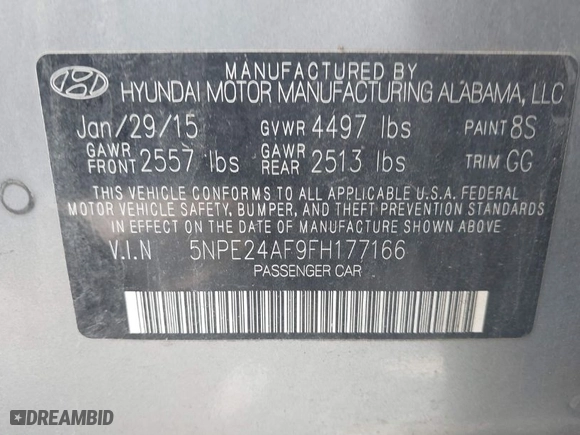 MANUFACTURED BY
HYUNDAI MOTOR MANUFACTURING ALABAMA, LLC
Jan/29/15 GVWR 4497 lbs PAINT 8S
GAWR FRONT 2557 lbs GAWR REAR 2513 lbs TRIM GG
THIS VEHICLE CONFORMS TO ALL APPLICABLE U.S.A. FEDERAL
MOTOR VEHICLE SAFETY, BUMPER, AND THEFT PREVENTION
STANDARDS IN EFFECT ON THE DATE OF MANUFACTURE SHOWN ABOVE.
V.I.N 5NPE24AF9FH177166
PASSENGER CAR
DREAMBID